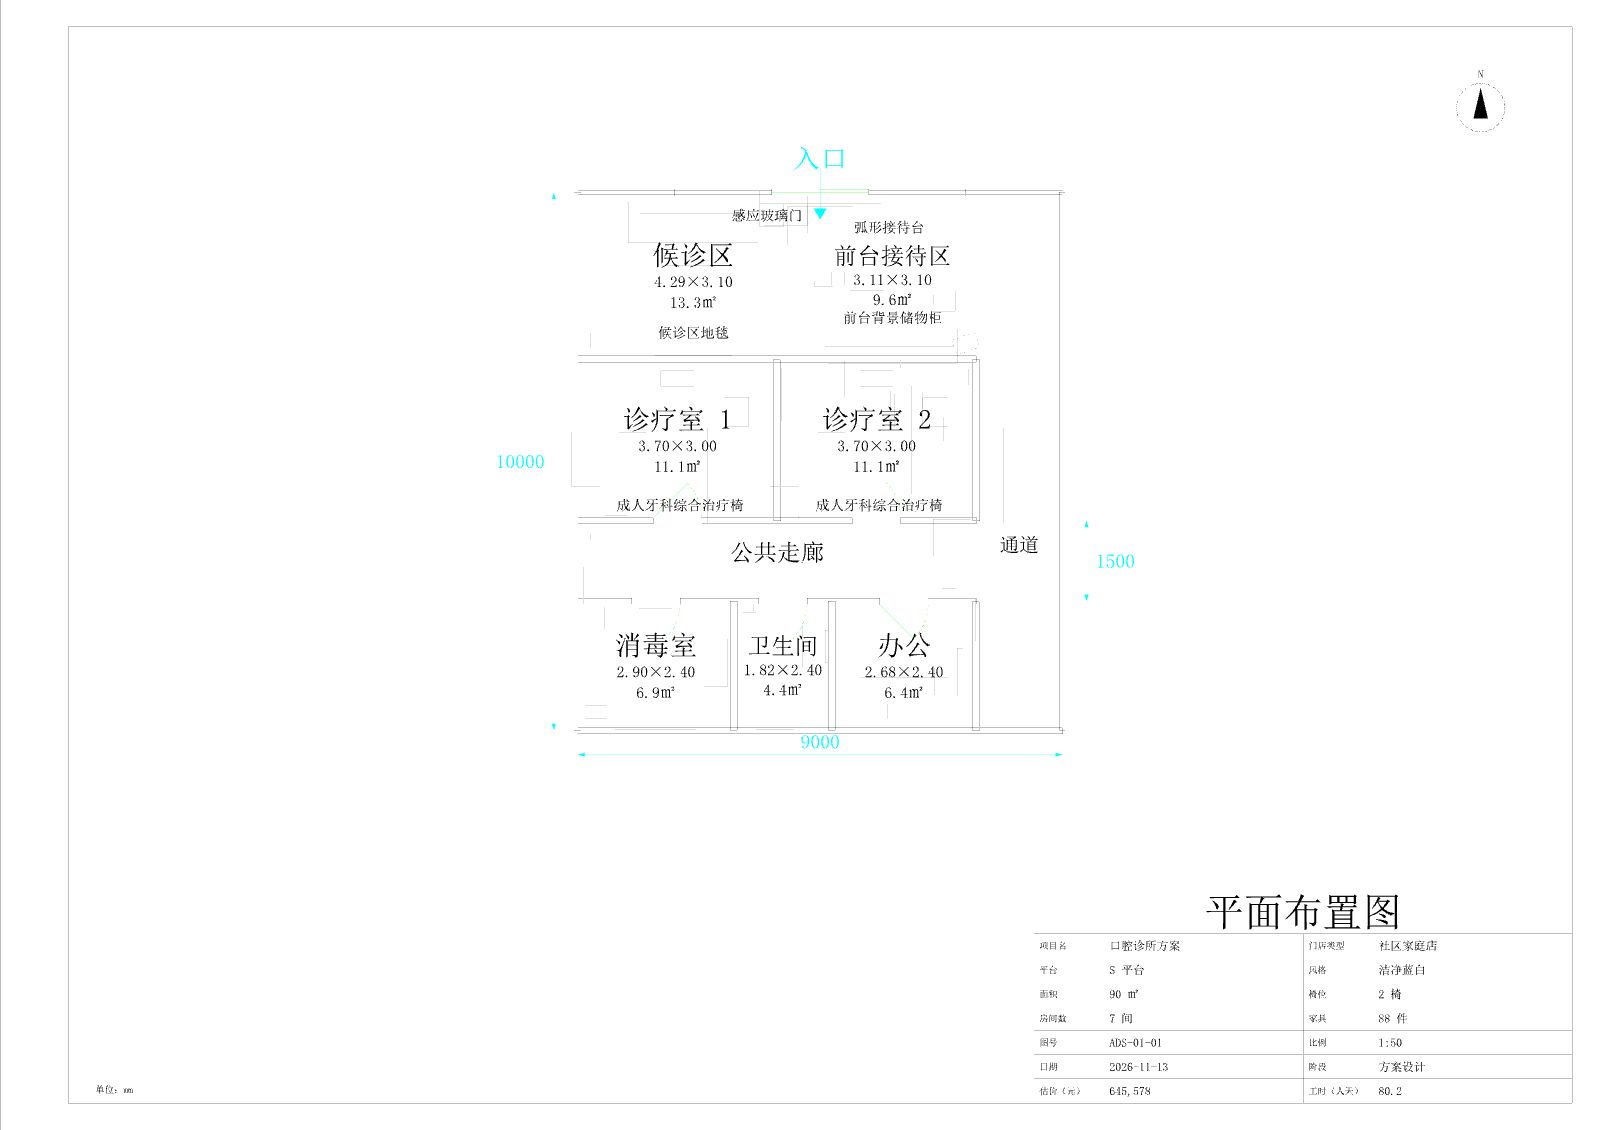 N
入口
感应玻璃门
弧形接待台
候诊区
4.29×3.10
13.3㎡
候诊区地毯
前台接待区
3.11×3.10
9.6㎡
前台背景储物柜
诊疗室 1
3.70×3.00
11.1㎡
成人牙科综合治疗椅
诊疗室 2
3.70×3.00
11.1㎡
成人牙科综合治疗椅
10000
公共走廊
通道
1500
消毒室
2.90×2.40
6.9㎡
卫生间
1.82×2.40
4.4㎡
办公
2.68×2.40
6.4㎡
9000
平面布置图
项目名 口腔诊所方案 门店类型 社区家庭店
平台 S 平台 风格 洁净蓝白
面积 90 ㎡ 椅位 2 椅
房间数 7 间 家具 88 件
图号 ADS-01-01 比例 1:50
日期 2026-11-13 阶段 方案设计
估价（元） 645,578 工时（人天） 80.2
单位：mm